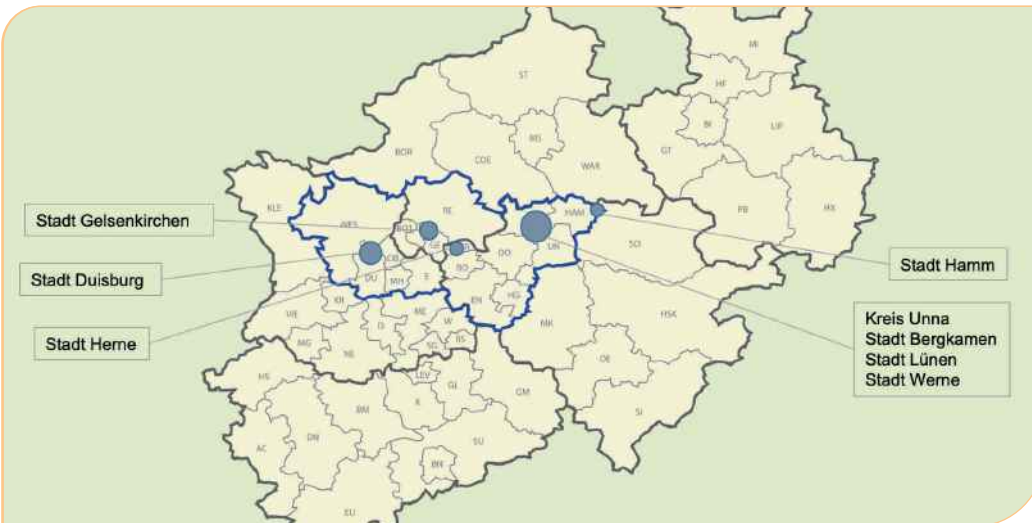 MI
ST
HF
BI
LIP
MS
GT
BOR
COE
WAR
KLE
PB
HX
RE
HAM
WES
Stadt Gelsenkirchen
BOT
GE
UN
SO
DO
Stadt Hamm
OB
BO
Stadt Duisburg
DU
MH
E
EN
HG
KR
VIE
ME
MK
HSK
Kreis Unna
Stadt Bergkamen
Stadt Lünen
Stadt Werne
Stadt Herne
D
W
MG
NE
SG
RS
OE
HS
LEV
GL
GM
K
BM
SI
DN
SU
AC
BN
EU